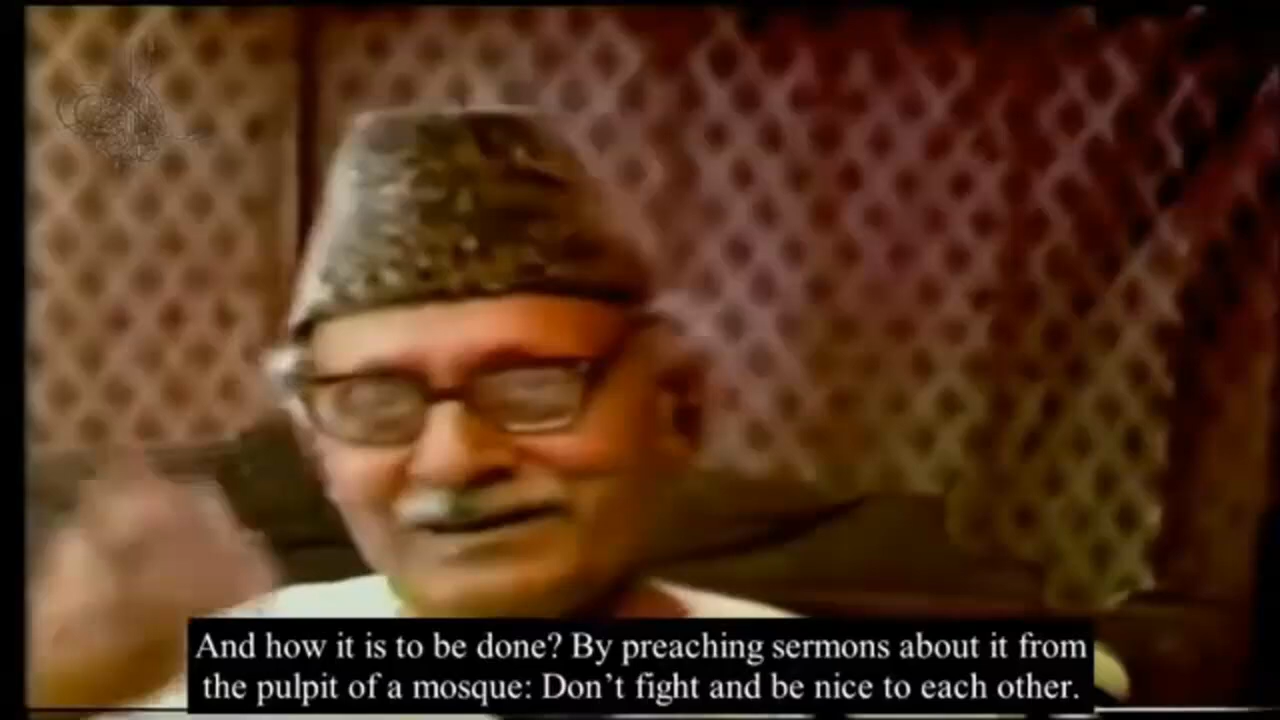 And how it is to be done? By preaching sermons about it from
the pulpit of a mosque: Don’t fight and be nice to each other.